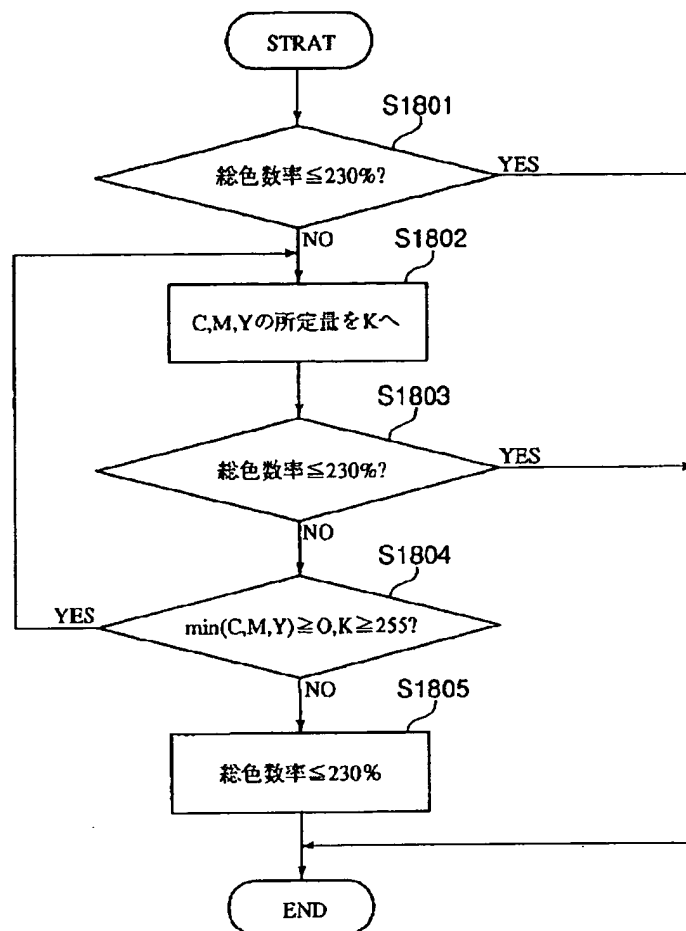 STRAT
S1801
総色数率≦230%?
YES
NO
S1802
C,M,Yの所定量をKへ
S1803
総色数率≦230%?
YES
NO
S1804
YES
min(C,M,Y)≧O,K≧255?
NO
S1805
総色数率≦230%
END